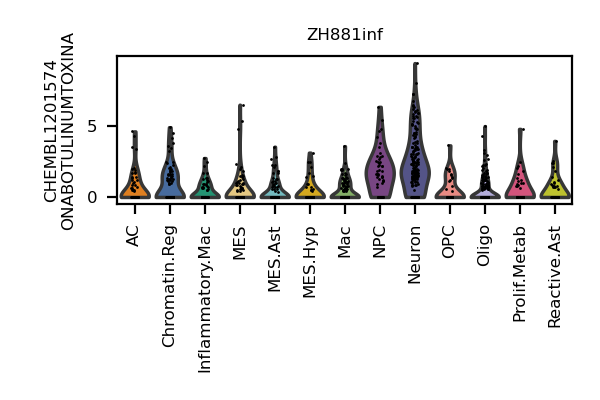 ZH881inf
CHEMBL1201574
ONABOTULINUMTOXINA
5
0
AC
Chromatin.Reg
Inflammatory.Mac
MES
MES.Ast
MES.Hyp
Mac
NPC
Neuron
OPC
Oligo
Prolif.Metab
Reactive.Ast